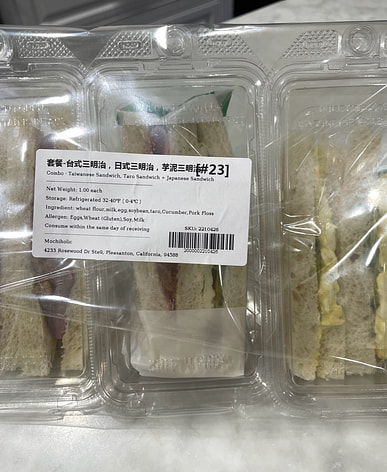 套餐-台式三明治，日式三明治，芋泥三明治[#23]
Combo - Taiwanese Sandwich, Taro Sandwich + Japanese Sandwich
Net Weight: 1.00 each
Storage: Refrigerated 32-40℉ ( 0-4℃ )
Ingredient: wheat flour,milk,egg,soybean,taro,Cucumber,Pork Floss
Allergen: Eggs,Wheat (Gluten),Soy, Milk
Consume within the same day of receiving
SKU: 2210426
Mochiholic
4233 Rosewood Dr Ste9, Pleasanton, California, 94588
2000002210426